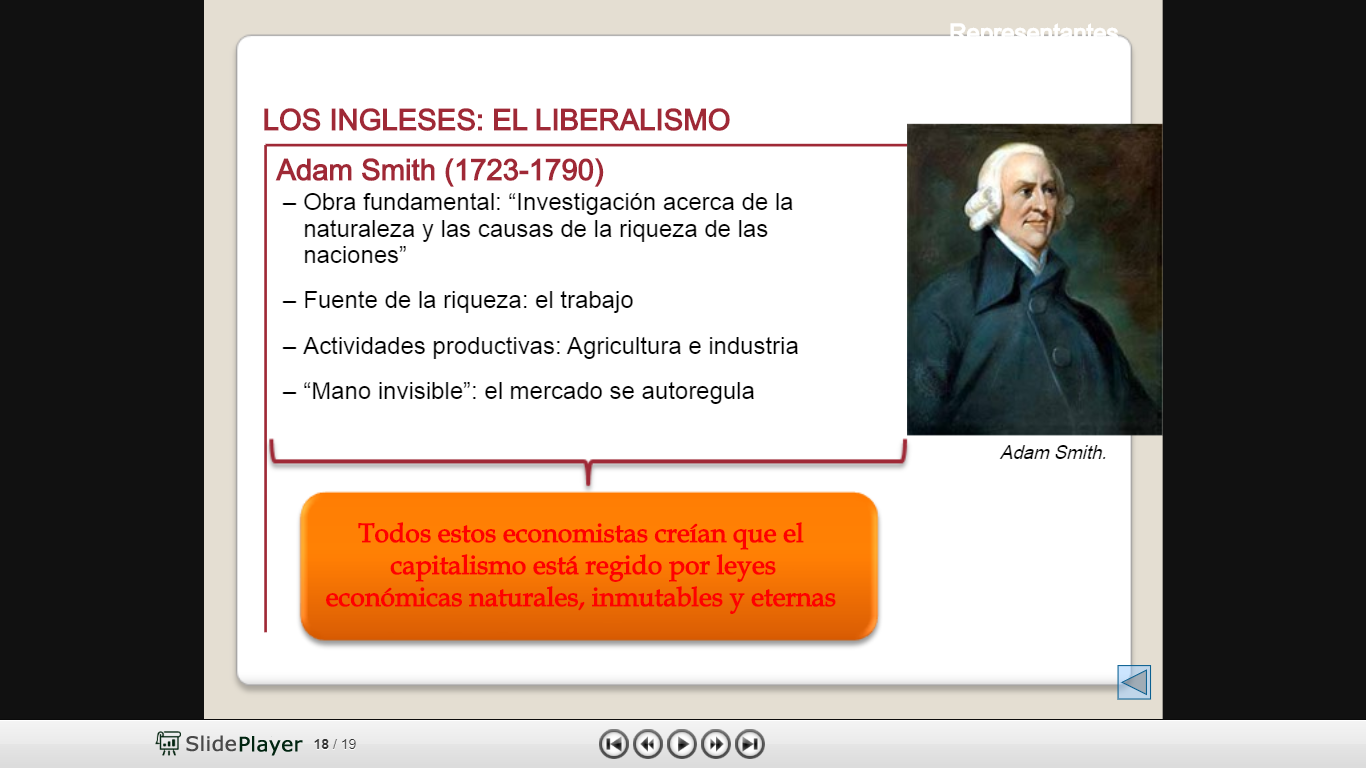 Representantes
LOS INGLESES: EL LIBERALISMO
Adam Smith (1723-1790)
– Obra fundamental: “Investigación acerca de la
naturaleza y las causas de la riqueza de las
naciones”
– Fuente de la riqueza: el trabajo
– Actividades productivas: Agricultura e industria
– “Mano invisible”: el mercado se autoregula
Adam Smith.
Todos estos economistas creían que el
capitalismo está regido por leyes
económicas naturales, inmutables y eternas
SlidePlayer 18 / 19